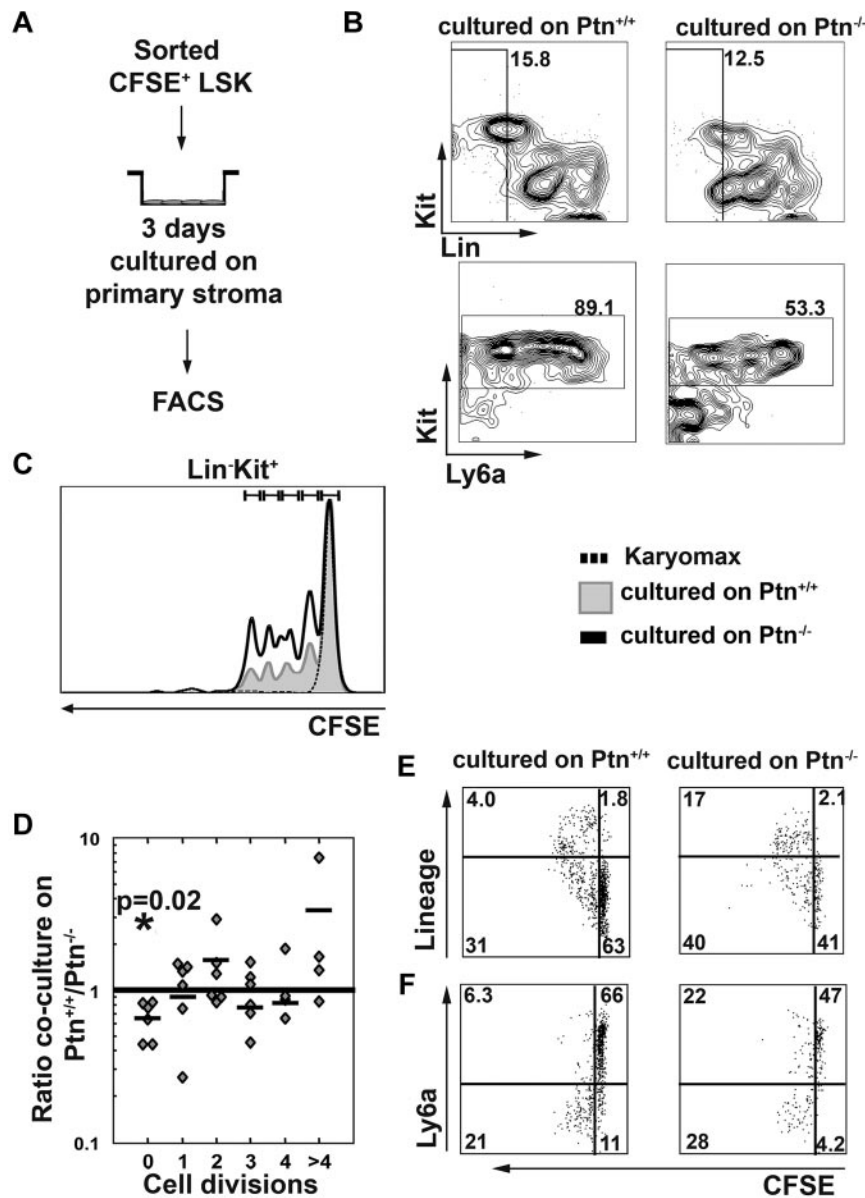 A
Sorted
CFSE⁺ LSK
3 days
cultured on
primary stroma
FACS
B
cultured on Ptn⁺/⁺
cultured on Ptn⁻/⁻
15.8
12.5
Kit
Lin
89.1
53.3
Kit
Ly6a
C
Lin⁻Kit⁺
CFSE
Karyomax
cultured on Ptn⁺/⁺
cultured on Ptn⁻/⁻
D
Ratio co-culture on
Ptn⁺/⁺/Ptn⁻/⁻
10
1
0.1
p=0.02
*
0 1 2 3 4 >4
Cell divisions
E
cultured on Ptn⁺/⁺
cultured on Ptn⁻/⁻
Lineage
4.0 1.8
31 63
17 2.1
40 41
F
Ly6a
6.3 66
21 11
22 47
28 4.2
CFSE